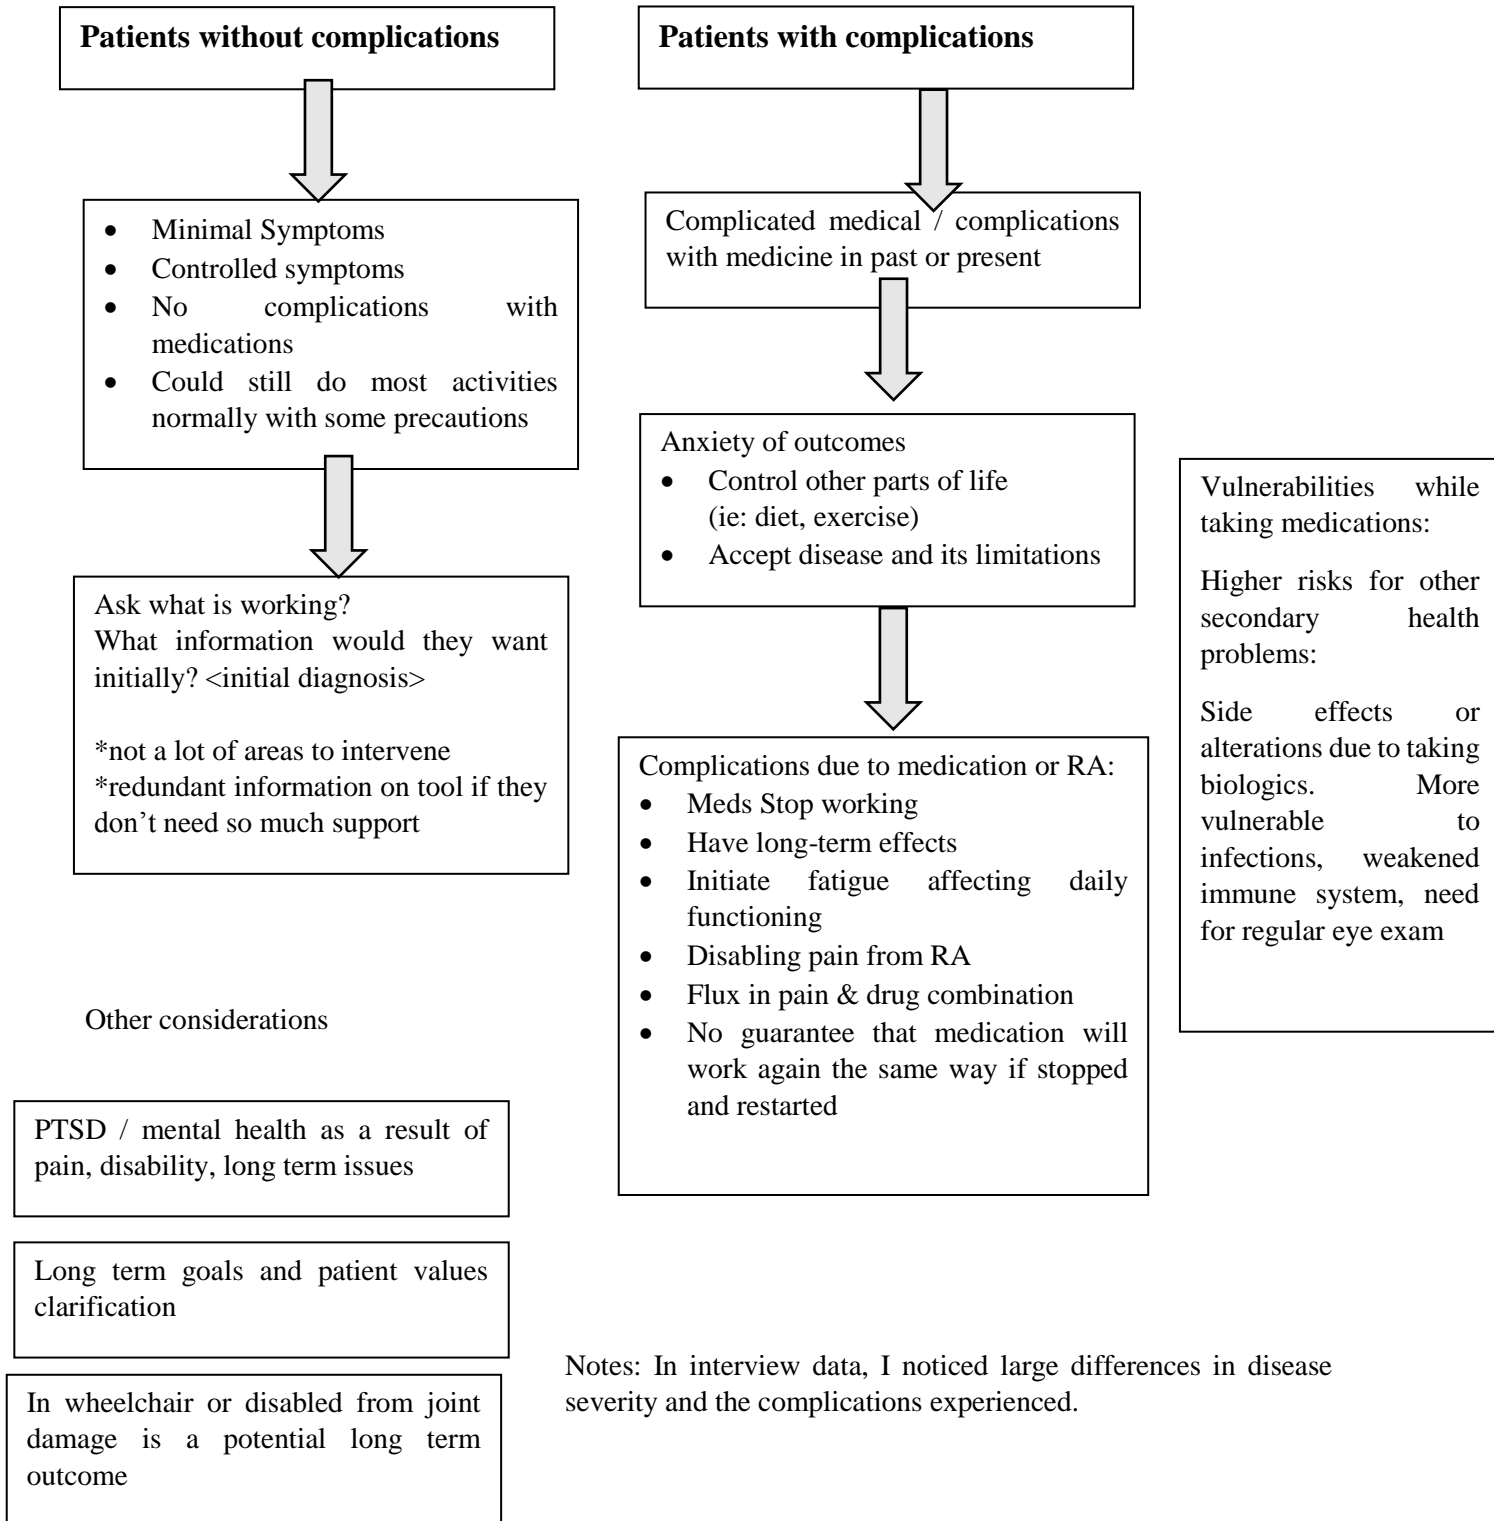 Patients without complications
• Minimal Symptoms
• Controlled symptoms
• No complications with
medications
• Could still do most activities
normally with some precautions
Ask what is working?
What information would they want
initially? <initial diagnosis>
*not a lot of areas to intervene
*redundant information on tool if they
don’t need so much support
Patients with complications
Complicated medical / complications
with medicine in past or present
Anxiety of outcomes
• Control other parts of life
(ie: diet, exercise)
• Accept disease and its limitations
Complications due to medication or RA:
• Meds Stop working
• Have long-term effects
• Initiate fatigue affecting daily
functioning
• Disabling pain from RA
• Flux in pain & drug combination
• No guarantee that medication will
work again the same way if stopped
and restarted
Vulnerabilities while
taking medications:
Higher risks for other
secondary health
problems:
Side effects or
alterations due to taking
biologics. More
vulnerable to
infections, weakened
immune system, need
for regular eye exam
Other considerations
PTSD / mental health as a result of
pain, disability, long term issues
Long term goals and patient values
clarification
In wheelchair or disabled from joint
damage is a potential long term
outcome
Notes: In interview data, I noticed large differences in disease
severity and the complications experienced.